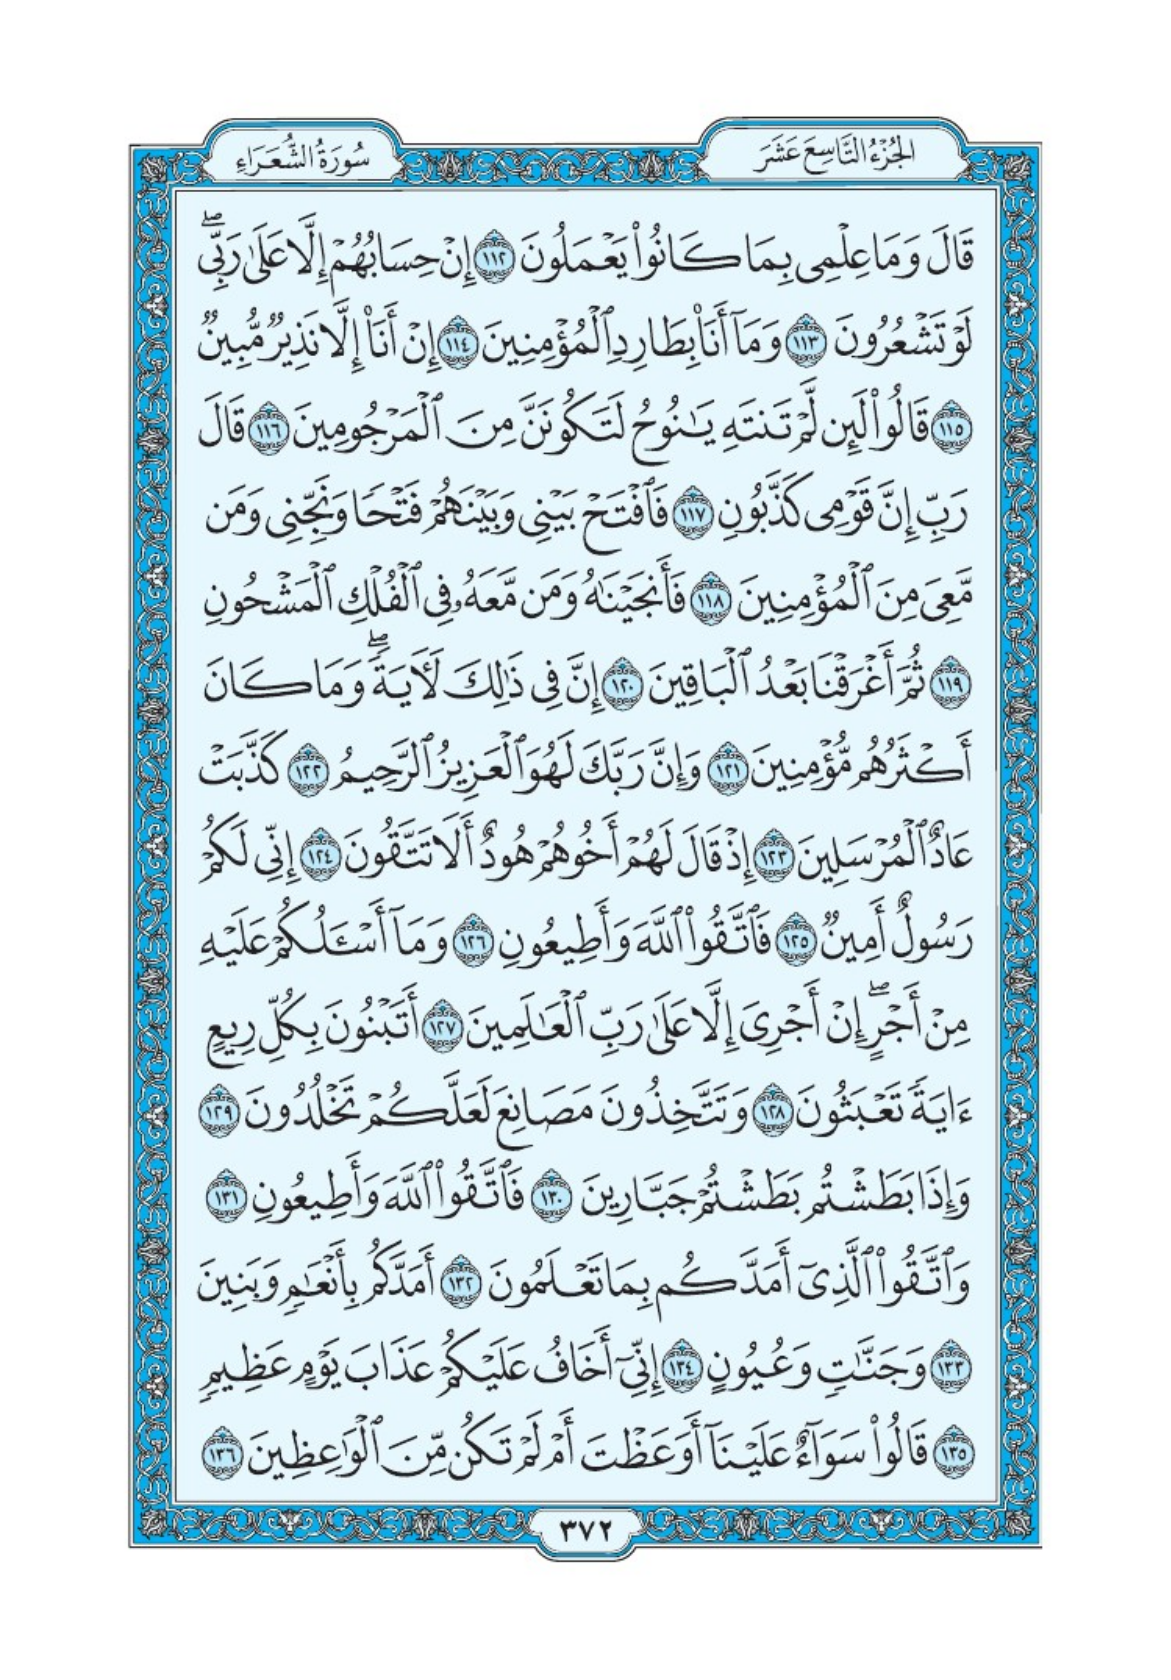 الجُزْءُ التَّاسِعَ عَشَرَ
سُورَةُ الشُّعَرَاءِ
قَالَ وَمَا عِلْمِى بِمَا كَانُوا۟ يَعْمَلُونَ ١١٢ إِنْ حِسَابُهُمْ إِلَّا عَلَىٰ رَبِّىۖ
لَوْ تَشْعُرُونَ ١١٣ وَمَآ أَنَا۠ بِطَارِدِ ٱلْمُؤْمِنِينَ ١١٤ إِنْ أَنَا۠ إِلَّا نَذِيرٌ مُّبِينٌ
١١٥ قَالُوا۟ لَئِن لَّمْ تَنتَهِ يَـٰنُوحُ لَتَكُونَنَّ مِنَ ٱلْمَرْجُومِينَ ١١٦ قَالَ
رَبِّ إِنَّ قَوْمِى كَذَّبُونِ ١١٧ فَٱفْتَحْ بَيْنِى وَبَيْنَهُمْ فَتْحًا وَنَجِّنِى وَمَن
مَّعِىَ مِنَ ٱلْمُؤْمِنِينَ ١١٨ فَأَنجَيْنَـٰهُ وَمَن مَّعَهُۥ فِى ٱلْفُلْكِ ٱلْمَشْحُونِ
١١٩ ثُمَّ أَغْرَقْنَا بَعْدُ ٱلْبَاقِينَ ١٢٠ إِنَّ فِى ذَٰلِكَ لَـَٔايَةًۖ وَمَا كَانَ
أَكْثَرُهُم مُّؤْمِنِينَ ١٢١ وَإِنَّ رَبَّكَ لَهُوَ ٱلْعَزِيزُ ٱلرَّحِيمُ ١٢٢ كَذَّبَتْ
عَادٌ ٱلْمُرْسَلِينَ ١٢٣ إِذْ قَالَ لَهُمْ أَخُوهُمْ هُودٌ أَلَا تَتَّقُونَ ١٢٤ إِنِّى لَكُمْ
رَسُولٌ أَمِينٌ ١٢٥ فَٱتَّقُوا۟ ٱللَّهَ وَأَطِيعُونِ ١٢٦ وَمَآ أَسْـَٔلُكُمْ عَلَيْهِ
مِنْ أَجْرٍۖ إِنْ أَجْرِىَ إِلَّا عَلَىٰ رَبِّ ٱلْعَـٰلَمِينَ ١٢٧ أَتَبْنُونَ بِكُلِّ رِيعٍ
ءَايَةً تَعْبَثُونَ ١٢٨ وَتَتَّخِذُونَ مَصَانِعَ لَعَلَّكُمْ تَخْلُدُونَ ١٢٩
وَإِذَا بَطَشْتُم بَطَشْتُمْ جَبَّارِينَ ١٣٠ فَٱتَّقُوا۟ ٱللَّهَ وَأَطِيعُونِ ١٣١
وَٱتَّقُوا۟ ٱلَّذِىٓ أَمَدَّكُم بِمَا تَعْلَمُونَ ١٣٢ أَمَدَّكُم بِأَنْعَـٰمٍ وَبَنِينَ
١٣٣ وَجَنَّـٰتٍ وَعُيُونٍ ١٣٤ إِنِّىٓ أَخَافُ عَلَيْكُمْ عَذَابَ يَوْمٍ عَظِيمٍ
١٣٥ قَالُوا۟ سَوَآءٌ عَلَيْنَآ أَوَعَظْتَ أَمْ لَمْ تَكُن مِّنَ ٱلْوَٰعِظِينَ ١٣٦
٣٧٢